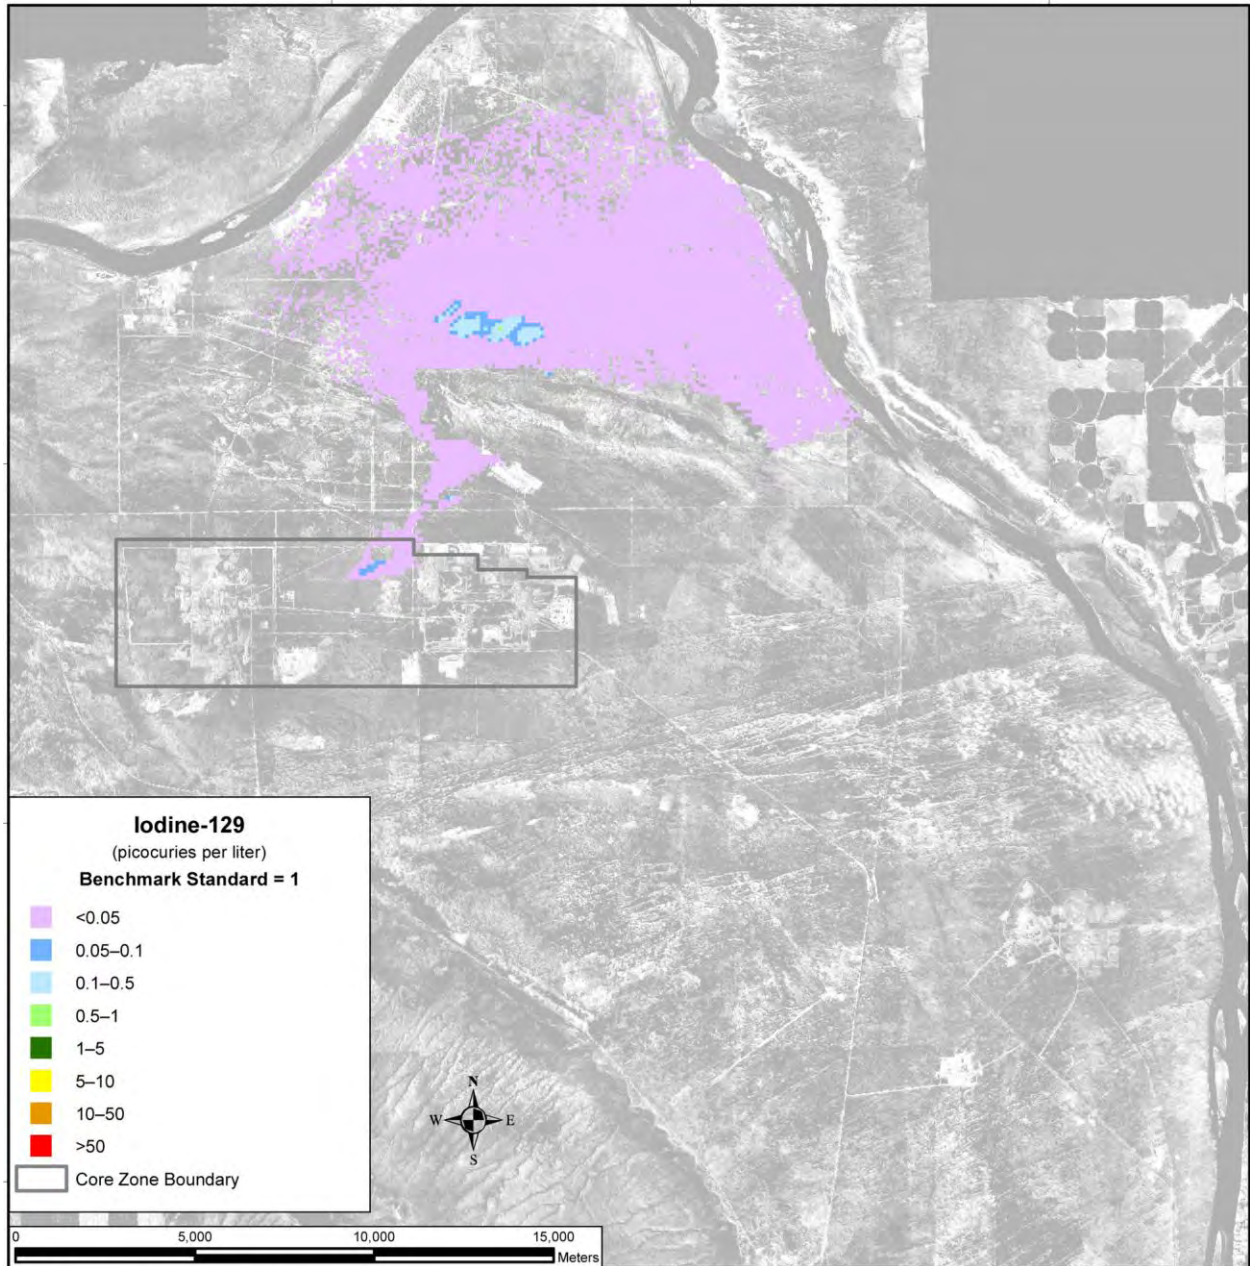 Iodine-129
(picocuries per liter)
Benchmark Standard = 1
<0.05
0.05–0.1
0.1–0.5
0.5–1
1–5
5–10
10–50
>50
Core Zone Boundary
N
W E
S
0 5,000 10,000 15,000
Meters